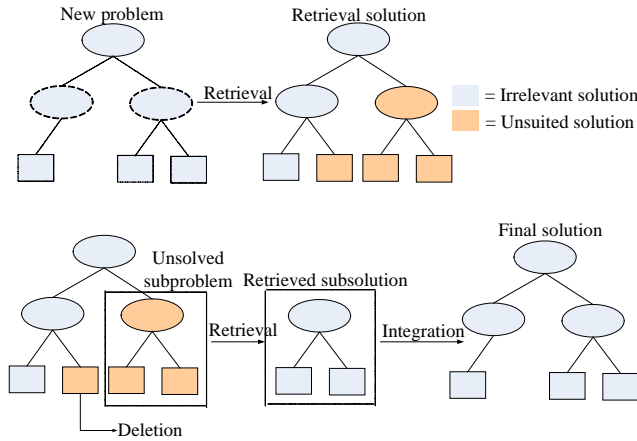 New problem
Retrieval solution
Retrieval
= Irrelevant solution
= Unsuited solution
Final solution
Unsolved
subproblem
Retrieved subsolution
Retrieval
Integration
Deletion